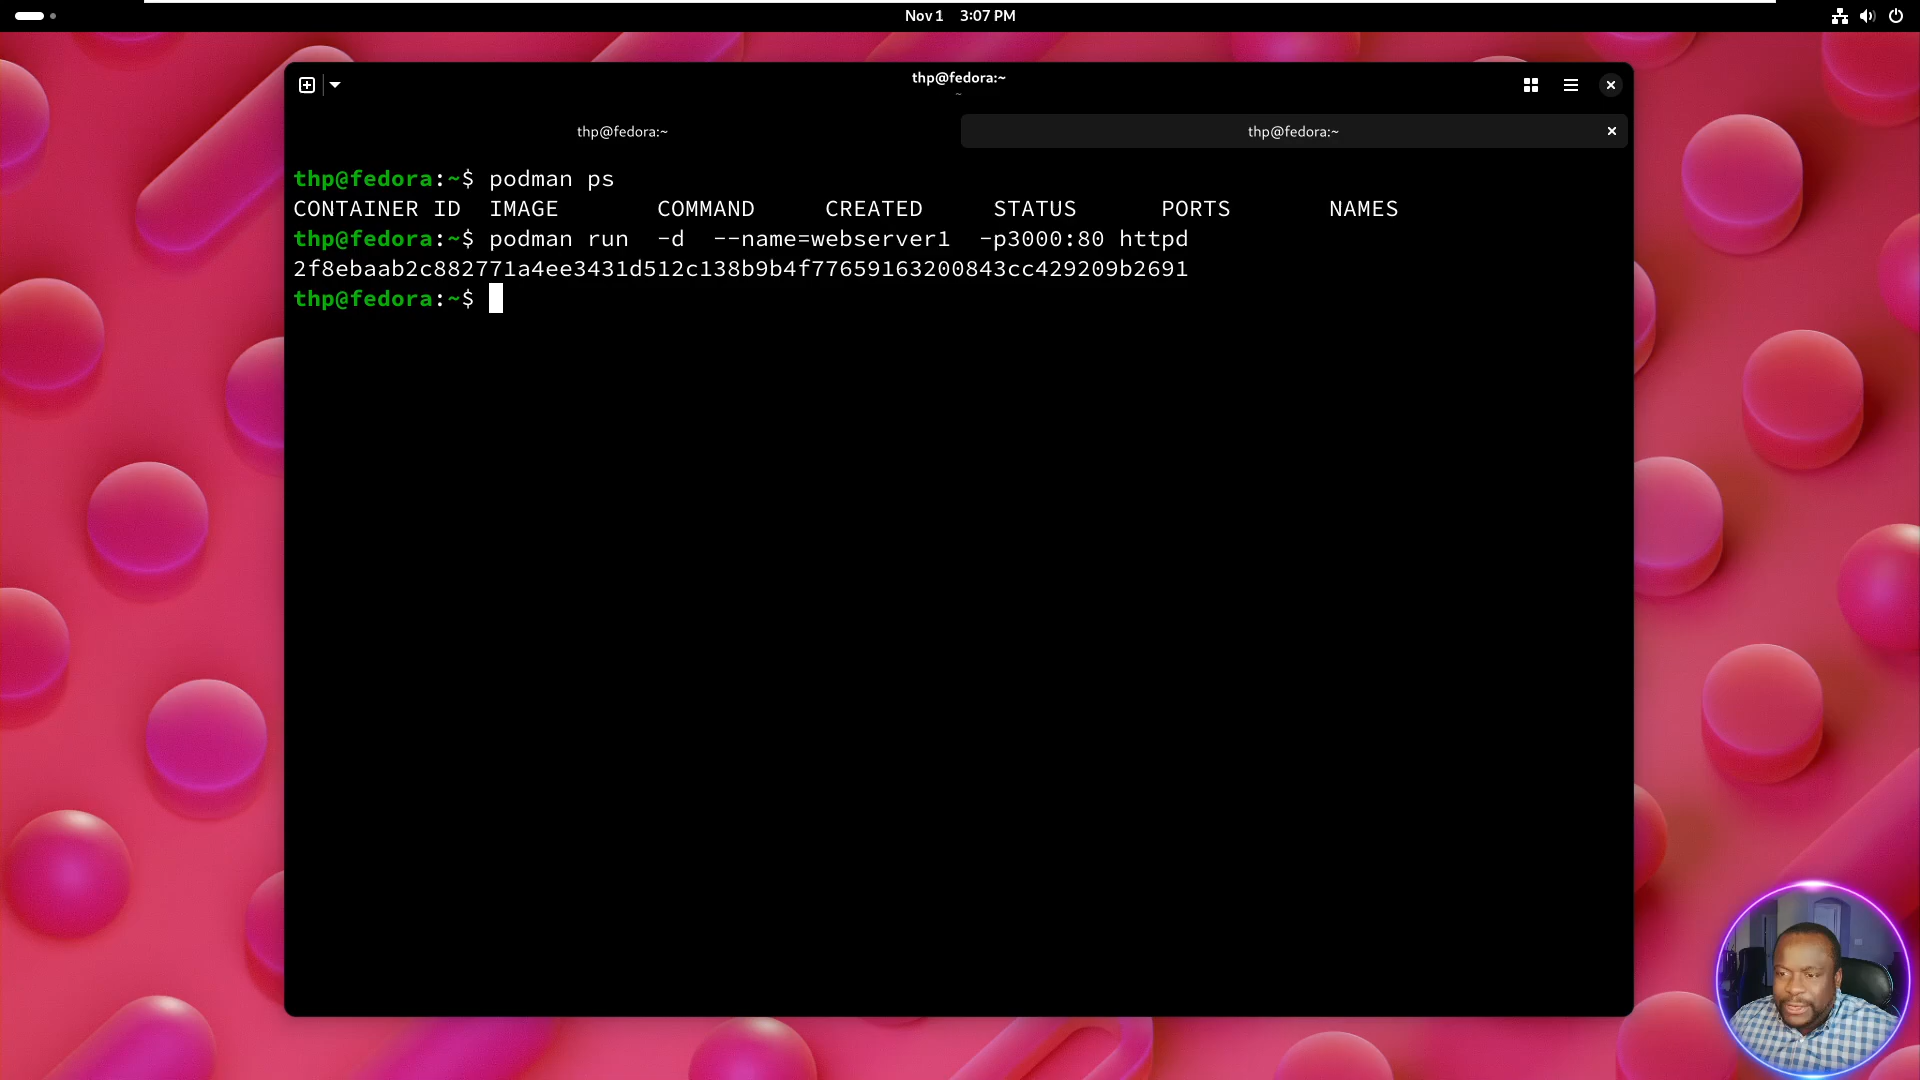 Nov 1 3:07 PM
thp@fedora:~
~
thp@fedora:~ thp@fedora:~
thp@fedora:~$ podman ps
CONTAINER ID IMAGE COMMAND CREATED STATUS PORTS NAMES
thp@fedora:~$ podman run -d --name=webserver1 -p3000:80 httpd
2f8ebaab2c882771a4ee3431d512c138b9b4f77659163200843cc429209b2691
thp@fedora:~$